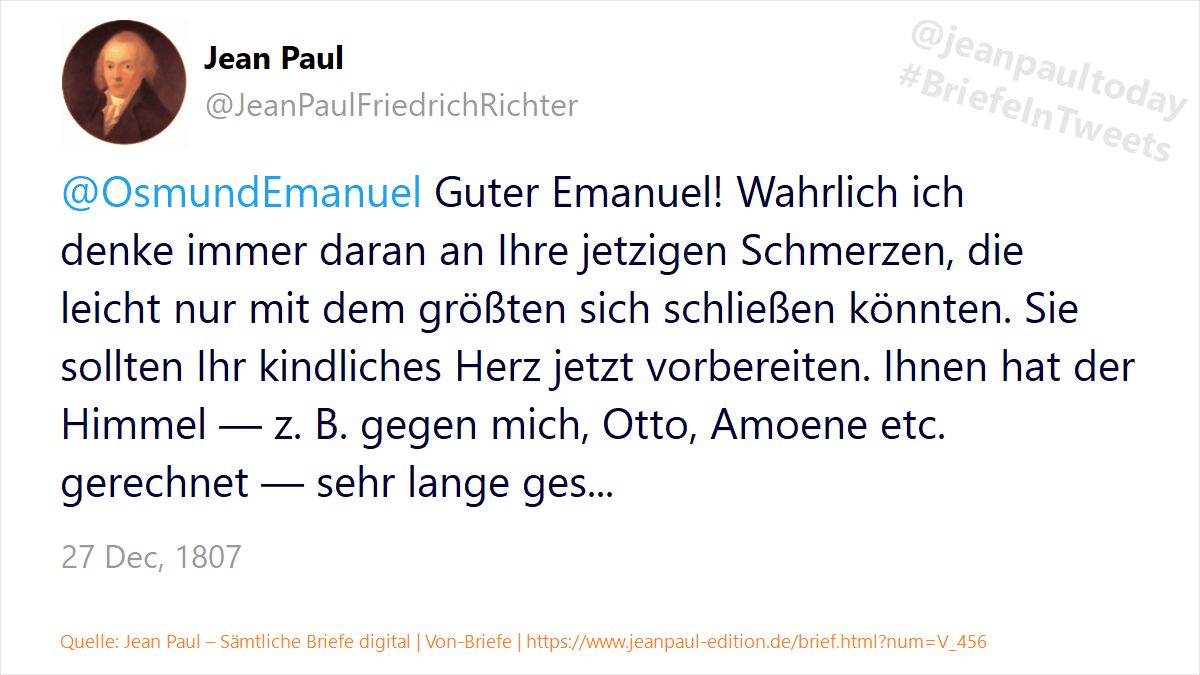 Jean Paul
@JeanPaulFriedrichRichter
@jeanpaultoday
#BriefeInTweets
@OsmundEmanuel Guter Emanuel! Wahrlich ich
denke immer daran an Ihre jetzigen Schmerzen, die
leicht nur mit dem größten sich schließen könnten. Sie
sollten Ihr kindliches Herz jetzt vorbereiten. Ihnen hat der
Himmel — z. B. gegen mich, Otto, Amoene etc.
gerechnet — sehr lange ges...
27 Dec, 1807
Quelle: Jean Paul – Sämtliche Briefe digital | Von-Briefe | https://www.jeanpaul-edition.de/brief.html?num=V_456